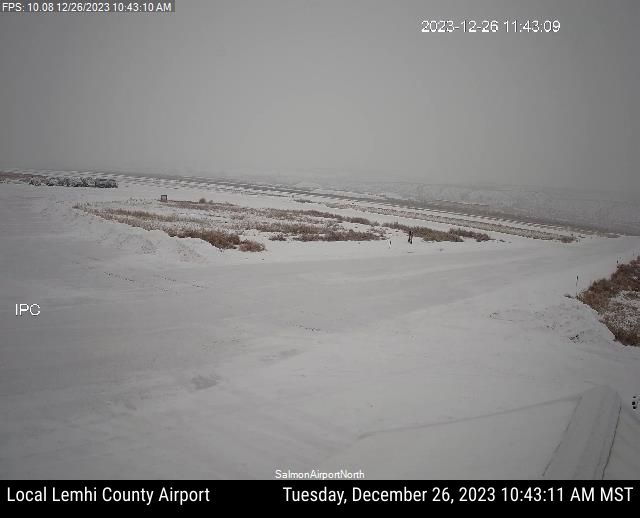 FPS: 10.08 12/26/2023 10:43:10 AM
2023-12-26 11:43:09
IPC
SalmonAirportNorth
Local Lemhi County Airport
Tuesday, December 26, 2023 10:43:11 AM MST